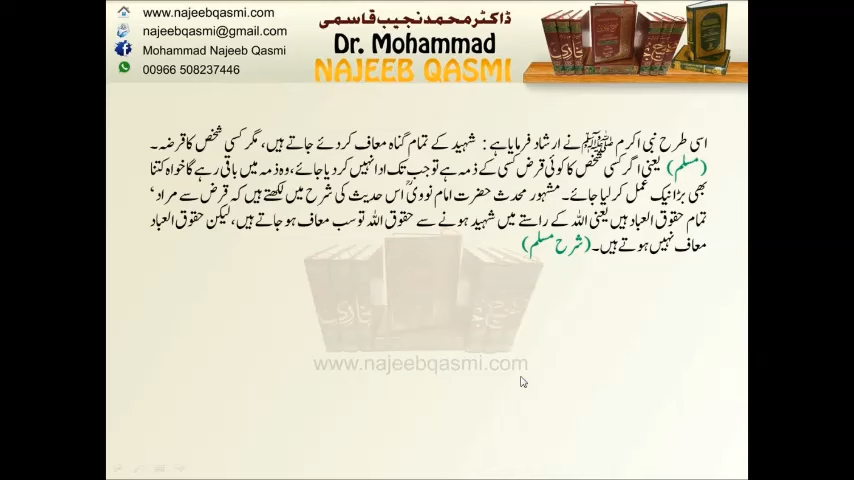 www.najeebqasmi.com
najeebqasmi@gmail.com
Mohammad Najeeb Qasmi
00966 508237446
ڈاکٹر محمد نجیب قاسمی
Dr. Mohammad
NAJEEB QASMI
اسی طرح نبی اکرم ﷺ نے ارشاد فرمایا ہے : شہید کے تمام گناہ معاف کردئے جاتے ہیں، مگر کسی شخص کا قرضہ۔
(مسلم) یعنی اگر کسی شخص کا کوئی قرض کسی کے ذمہ ہے تو جب تک ادا نہیں کردیا جائے، وہ ذمہ میں باقی رہے گا خواہ کتنا
بھی بڑا نیک عمل کرلیا جائے۔ مشہور محدث حضرت امام نوویؒ اس حدیث کی شرح میں لکھتے ہیں کہ قرض سے مراد،
تمام حقوق العباد ہیں یعنی اللہ کے راستے میں شہید ہونے سے حقوق اللہ تو سب معاف ہوجاتے ہیں، لیکن حقوق العباد
معاف نہیں ہوتے ہیں۔ (شرح مسلم)
www.najeebqasmi.com